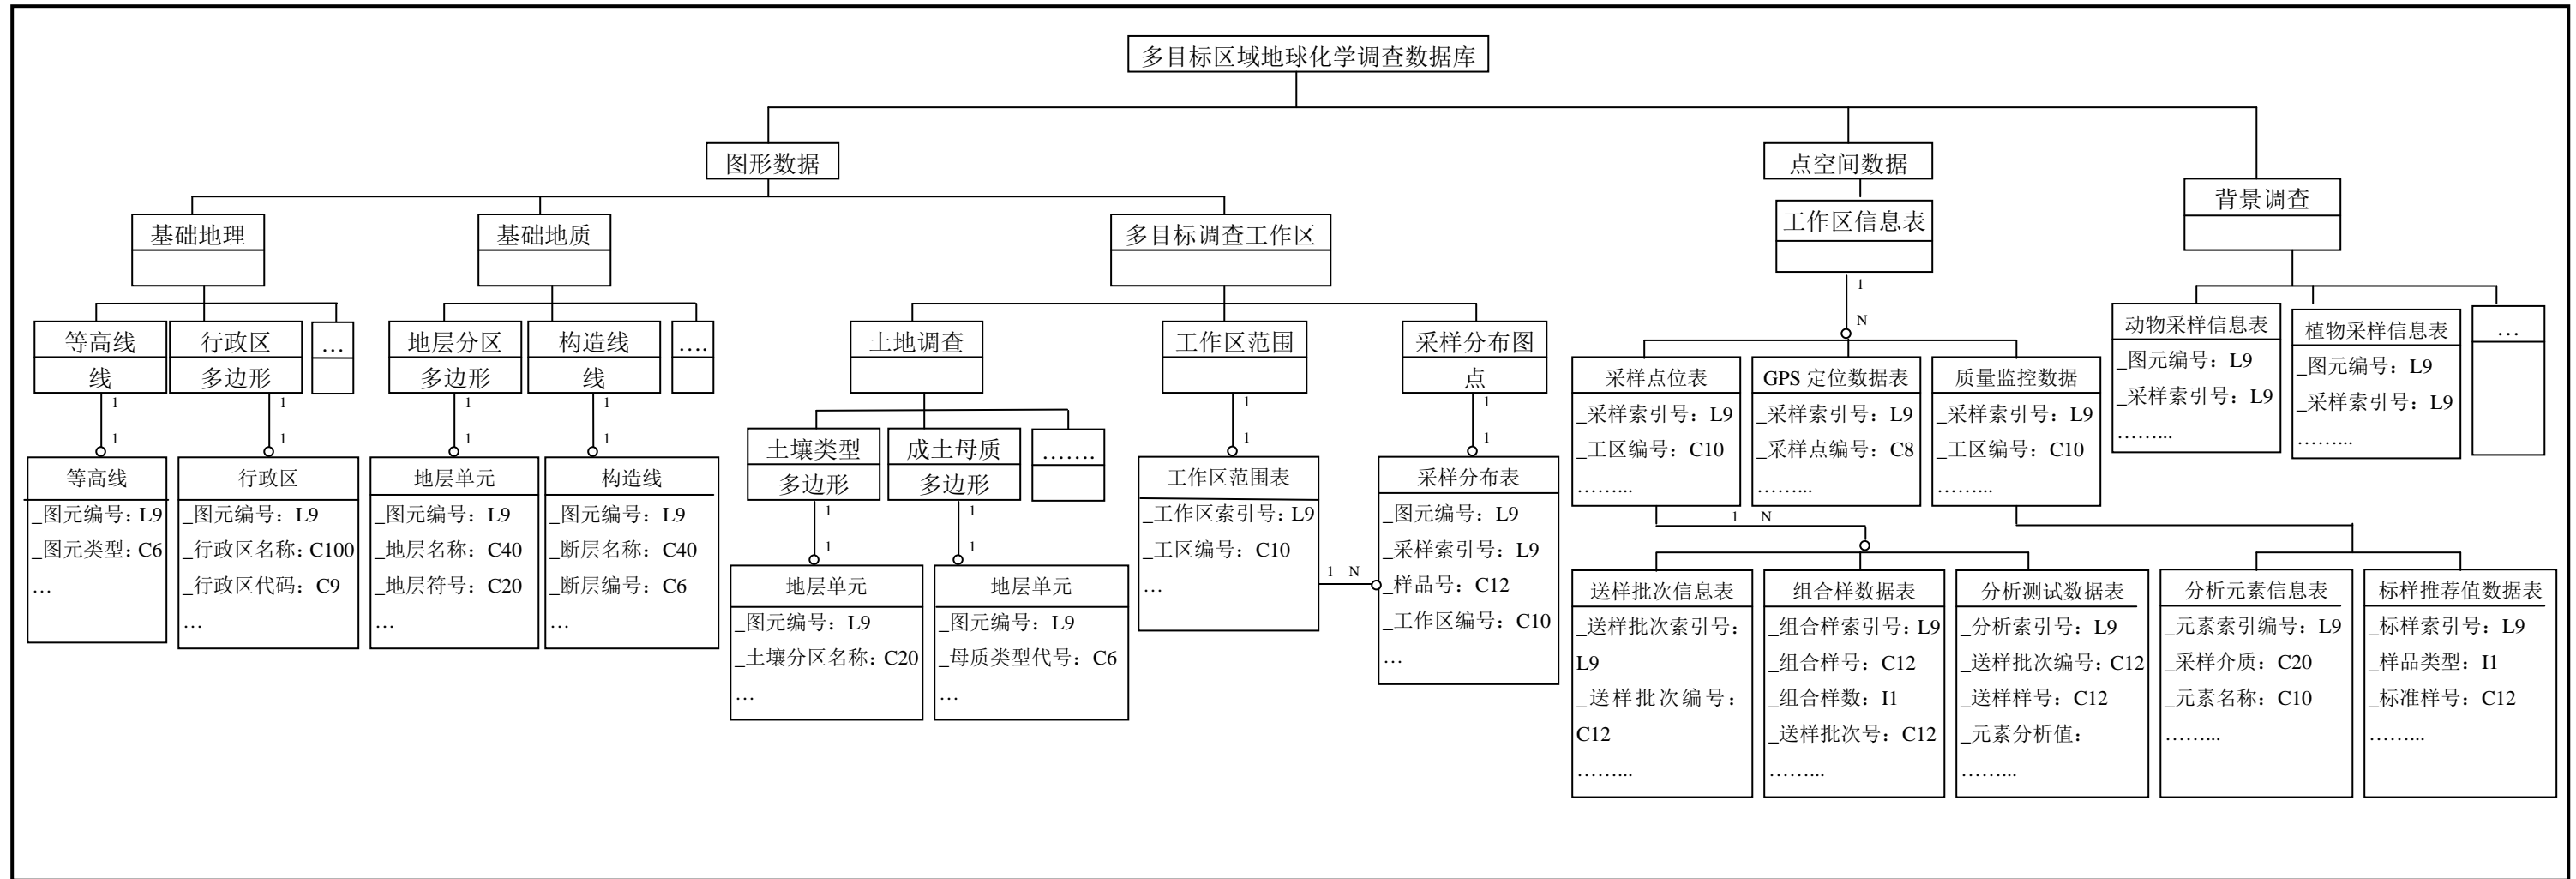 多目标区域地球化学调查数据库
图形数据
点空间数据
背景调查
基础地理
基础地质
多目标调查工作区
工作区信息表
1
N
等高线
线
行政区
多边形
…
地层分区
多边形
构造线
线
….
土地调查
工作区范围
采样分布图
点
1
1
1
1
1
1
1
1
1
1
1
1
土壤类型
多边形
成土母质
多边形
…….
1
1
1
1
等高线
_图元编号：L9
_图元类型：C6
…
行政区
_图元编号：L9
_行政区名称：C100
_行政区代码：C9
…
地层单元
_图元编号：L9
_地层名称：C40
_地层符号：C20
…
构造线
_图元编号：L9
_断层名称：C40
_断层编号：C6
…
地层单元
_图元编号：L9
_土壤分区名称：C20
…
地层单元
_图元编号：L9
_母质类型代号：C6
…
工作区范围表
_工作区索引号：L9
_工区编号：C10
…
1 N
采样分布表
_图元编号：L9
_采样索引号：L9
_样品号：C12
_工作区编号：C10
…
采样点位表
_采样索引号：L9
_工区编号：C10
……...
GPS 定位数据表
_采样索引号：L9
_采样点编号：C8
……...
质量监控数据
_采样索引号：L9
_工区编号：C10
……...
动物采样信息表
_图元编号：L9
_采样索引号：L9
……...
植物采样信息表
_图元编号：L9
_采样索引号：L9
……...
…
1 N
送样批次信息表
_送样批次索引号：
L9
_送样批次编号：
C12
……...
组合样数据表
_组合样索引号：L9
_组合样号：C12
_组合样数：I1
_送样批次号：C12
……...
分析测试数据表
_分析索引号：L9
_送样批次编号：C12
_送样样号：C12
_元素分析值：
……...
分析元素信息表
_元素索引编号：L9
_采样介质：C20
_元素名称：C10
……...
标样推荐值数据表
_标样索引号：L9
_样品类型：I1
_标准样号：C12
……...